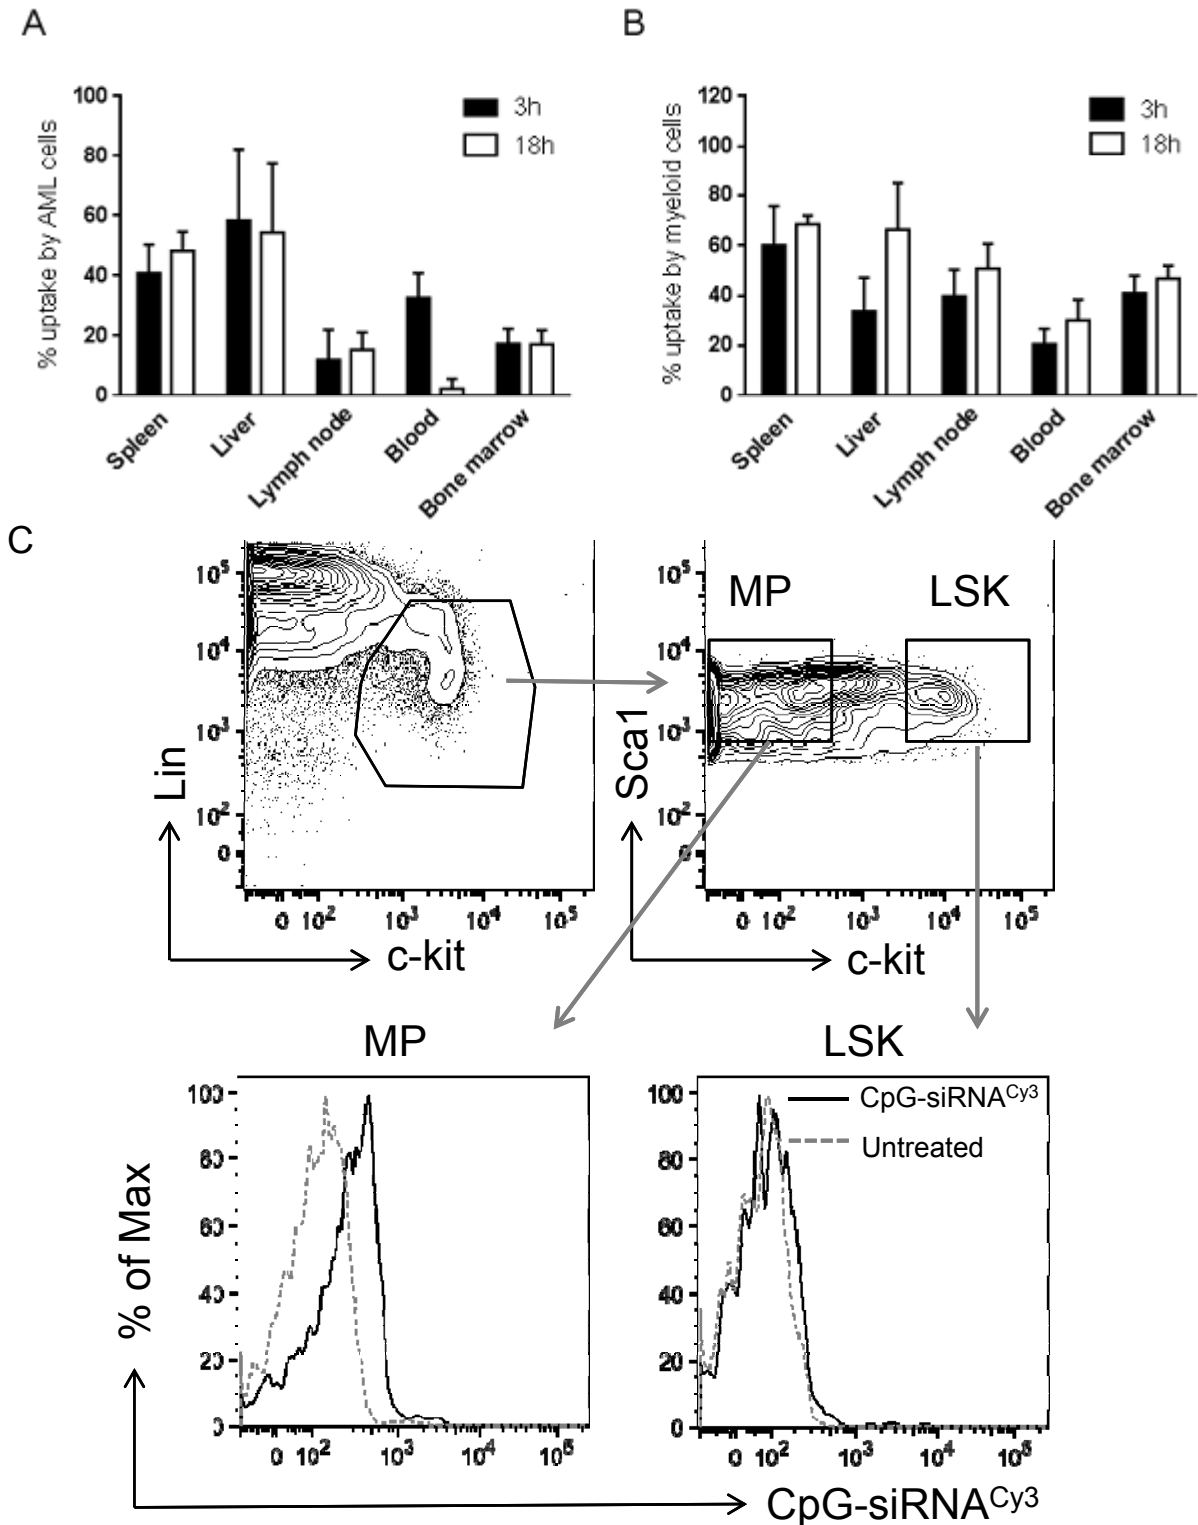 A
B
% uptake by AML cells
100
80
60
40
20
0
3h
18h
Spleen
Liver
Lymph node
Blood
Bone marrow
% uptake by myeloid cells
120
100
80
60
40
20
0
3h
18h
Spleen
Liver
Lymph node
Blood
Bone marrow
C
Lin
10⁵
10⁴
10³
10²
0
0 10² 10³ 10⁴ 10⁵
c-kit
MP LSK
Sca1
10⁵
10⁴
10³
10²
0
0 10² 10³ 10⁴ 10⁵
c-kit
MP
LSK
% of Max
100
80
60
40
20
0
0 10² 10³ 10⁴ 10⁵
100
80
60
40
20
0
CpG-siRNA^Cy3
Untreated
0 10² 10³ 10⁴ 10⁵
CpG-siRNA^Cy3